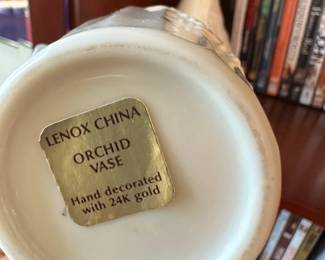 LENOX CHINA
ORCHID
VASE
Hand decorated
with 24K gold